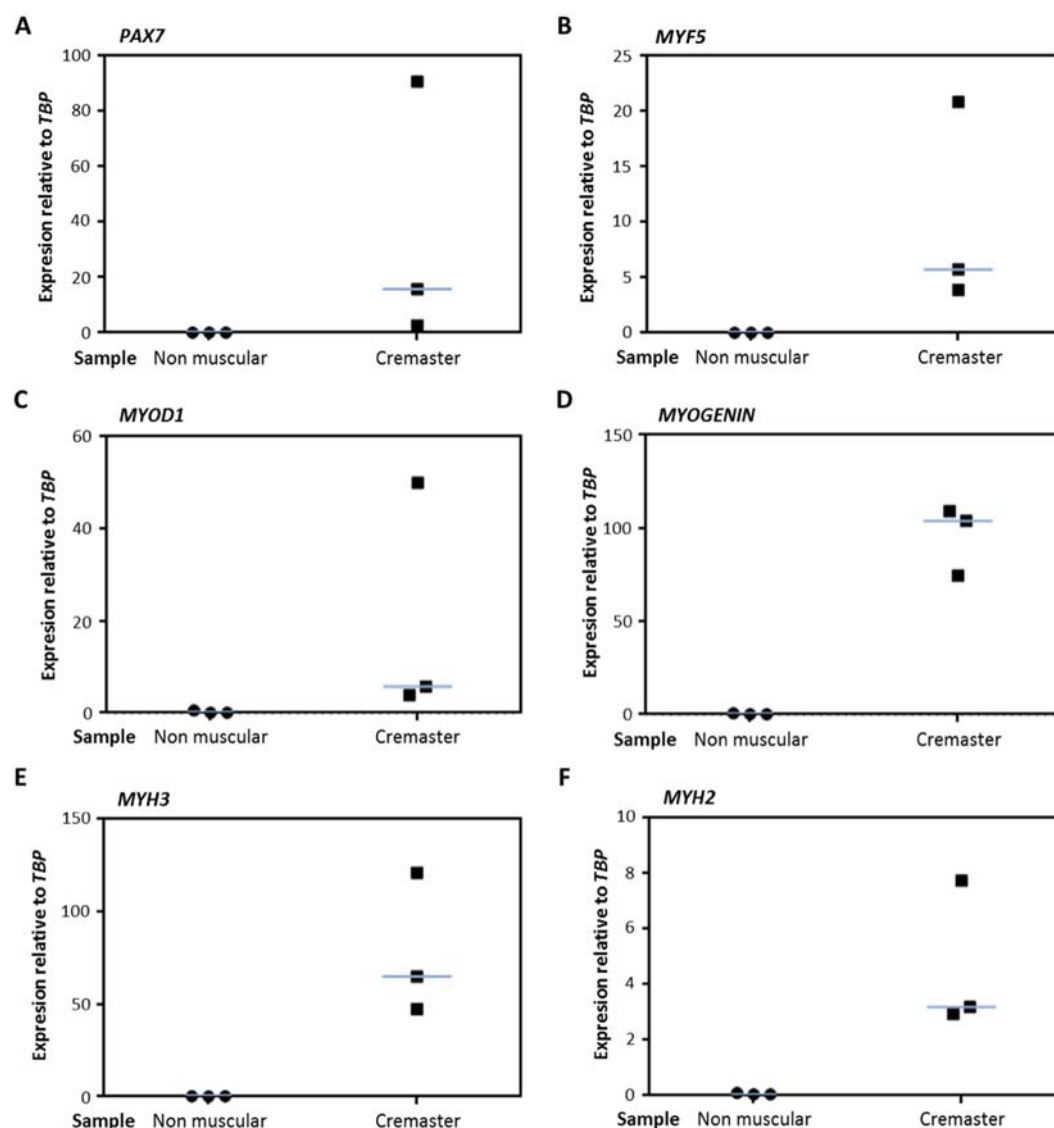 A
PAX7
Expresion relative to TBP
100
80
60
40
20
0
Sample Non muscular Cremaster
B
MYF5
Expresion relative to TBP
25
20
15
10
5
0
Sample Non muscular Cremaster
C
MYOD1
Expresion relative to TBP
60
40
20
0
Sample Non muscular Cremaster
D
MYOGENIN
Expresion relative to TBP
150
100
50
0
Sample Non muscular Cremaster
E
MYH3
Expresion relative to TBP
150
100
50
0
Sample Non muscular Cremaster
F
MYH2
Expresion relative to TBP
10
8
6
4
2
0
Sample Non muscular Cremaster